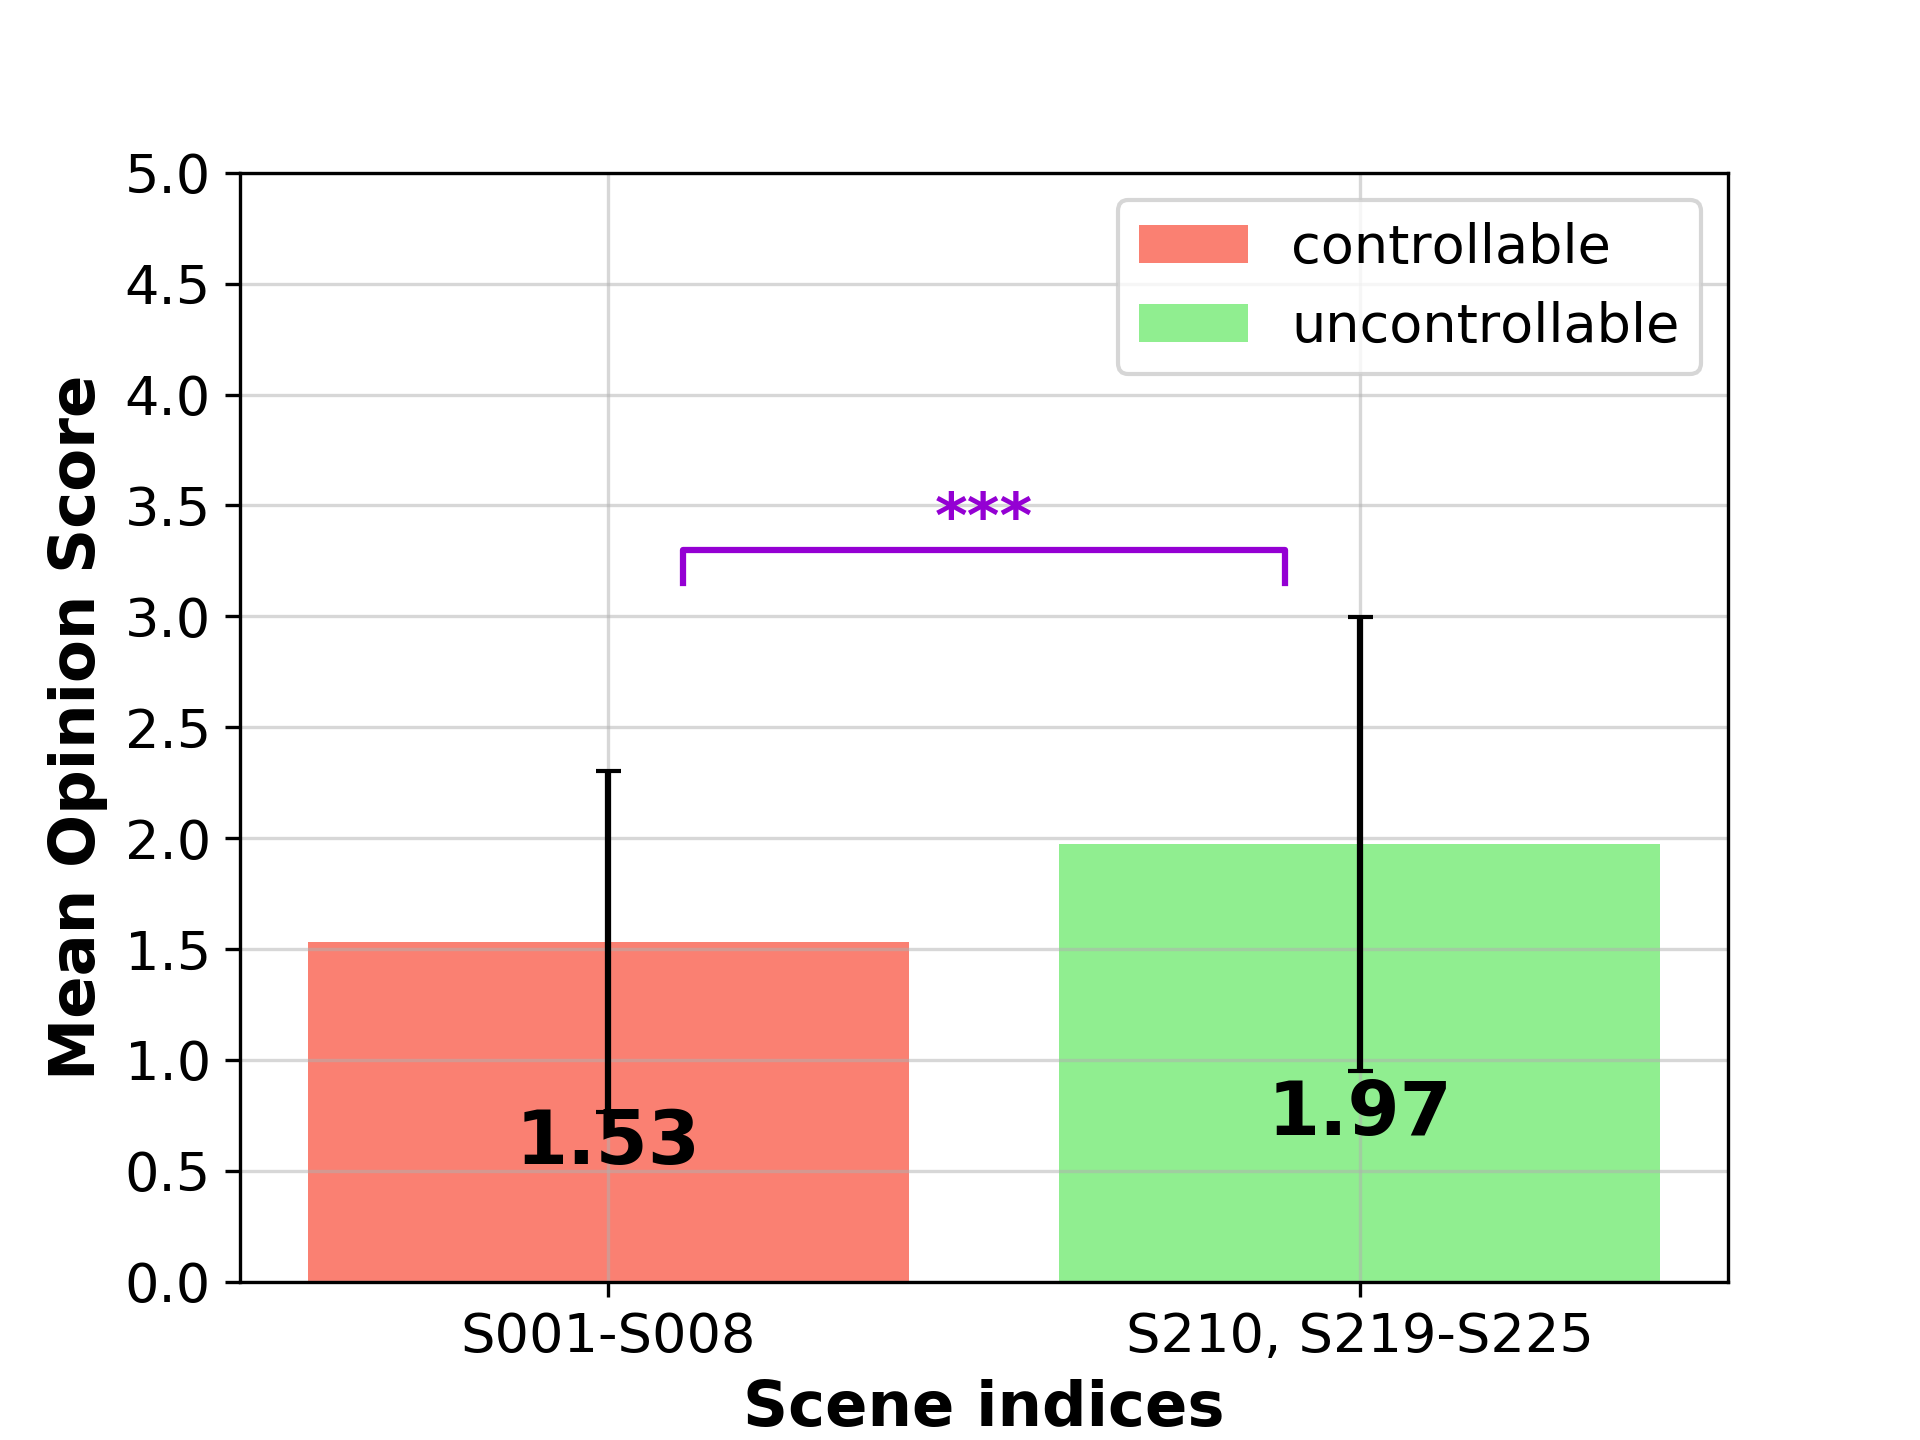 5.0
4.5
4.0
3.5
3.0
2.5
2.0
1.5
1.0
0.5
0.0
Mean Opinion Score
controllable
uncontrollable
***
1.53
1.97
S001-S008
S210, S219-S225
Scene indices